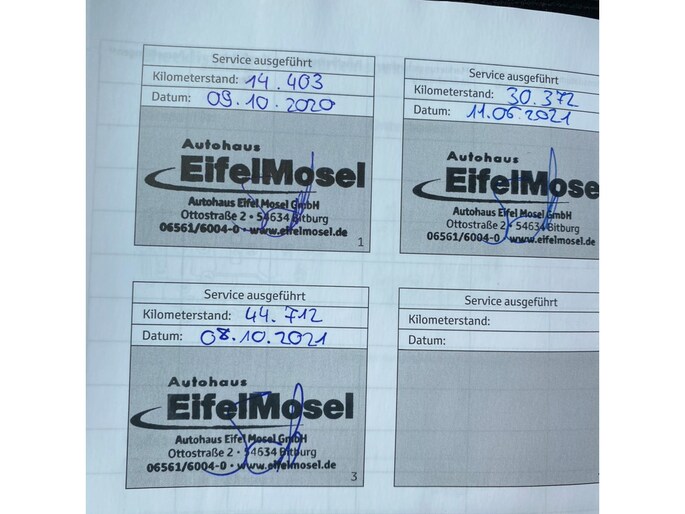 Service ausgeführt
Kilometerstand: 14.403
Datum: 09.10.2020
Autohaus
EifelMosel
Autohaus Eifel Mosel GmbH
Ottostraße 2 • 54634 Bitburg
06561/6004-0 • www.eifelmosel.de
1
Service ausgeführt
Kilometerstand: 30.372
Datum: 11.06.2021
Autohaus
EifelMose
Autohaus Eifel Mosel GmbH
Ottostraße 2 • 54634 Bitburg
06561/6004-0 • www.eifelmosel.de
Service ausgeführt
Kilometerstand: 44.712
Datum: 08.10.2021
Autohaus
EifelMosel
Autohaus Eifel Mosel GmbH
Ottostraße 2 • 54634 Bitburg
06561/6004-0 • www.eifelmosel.de
3
Service ausgeführt
Kilometerstand:
Datum: